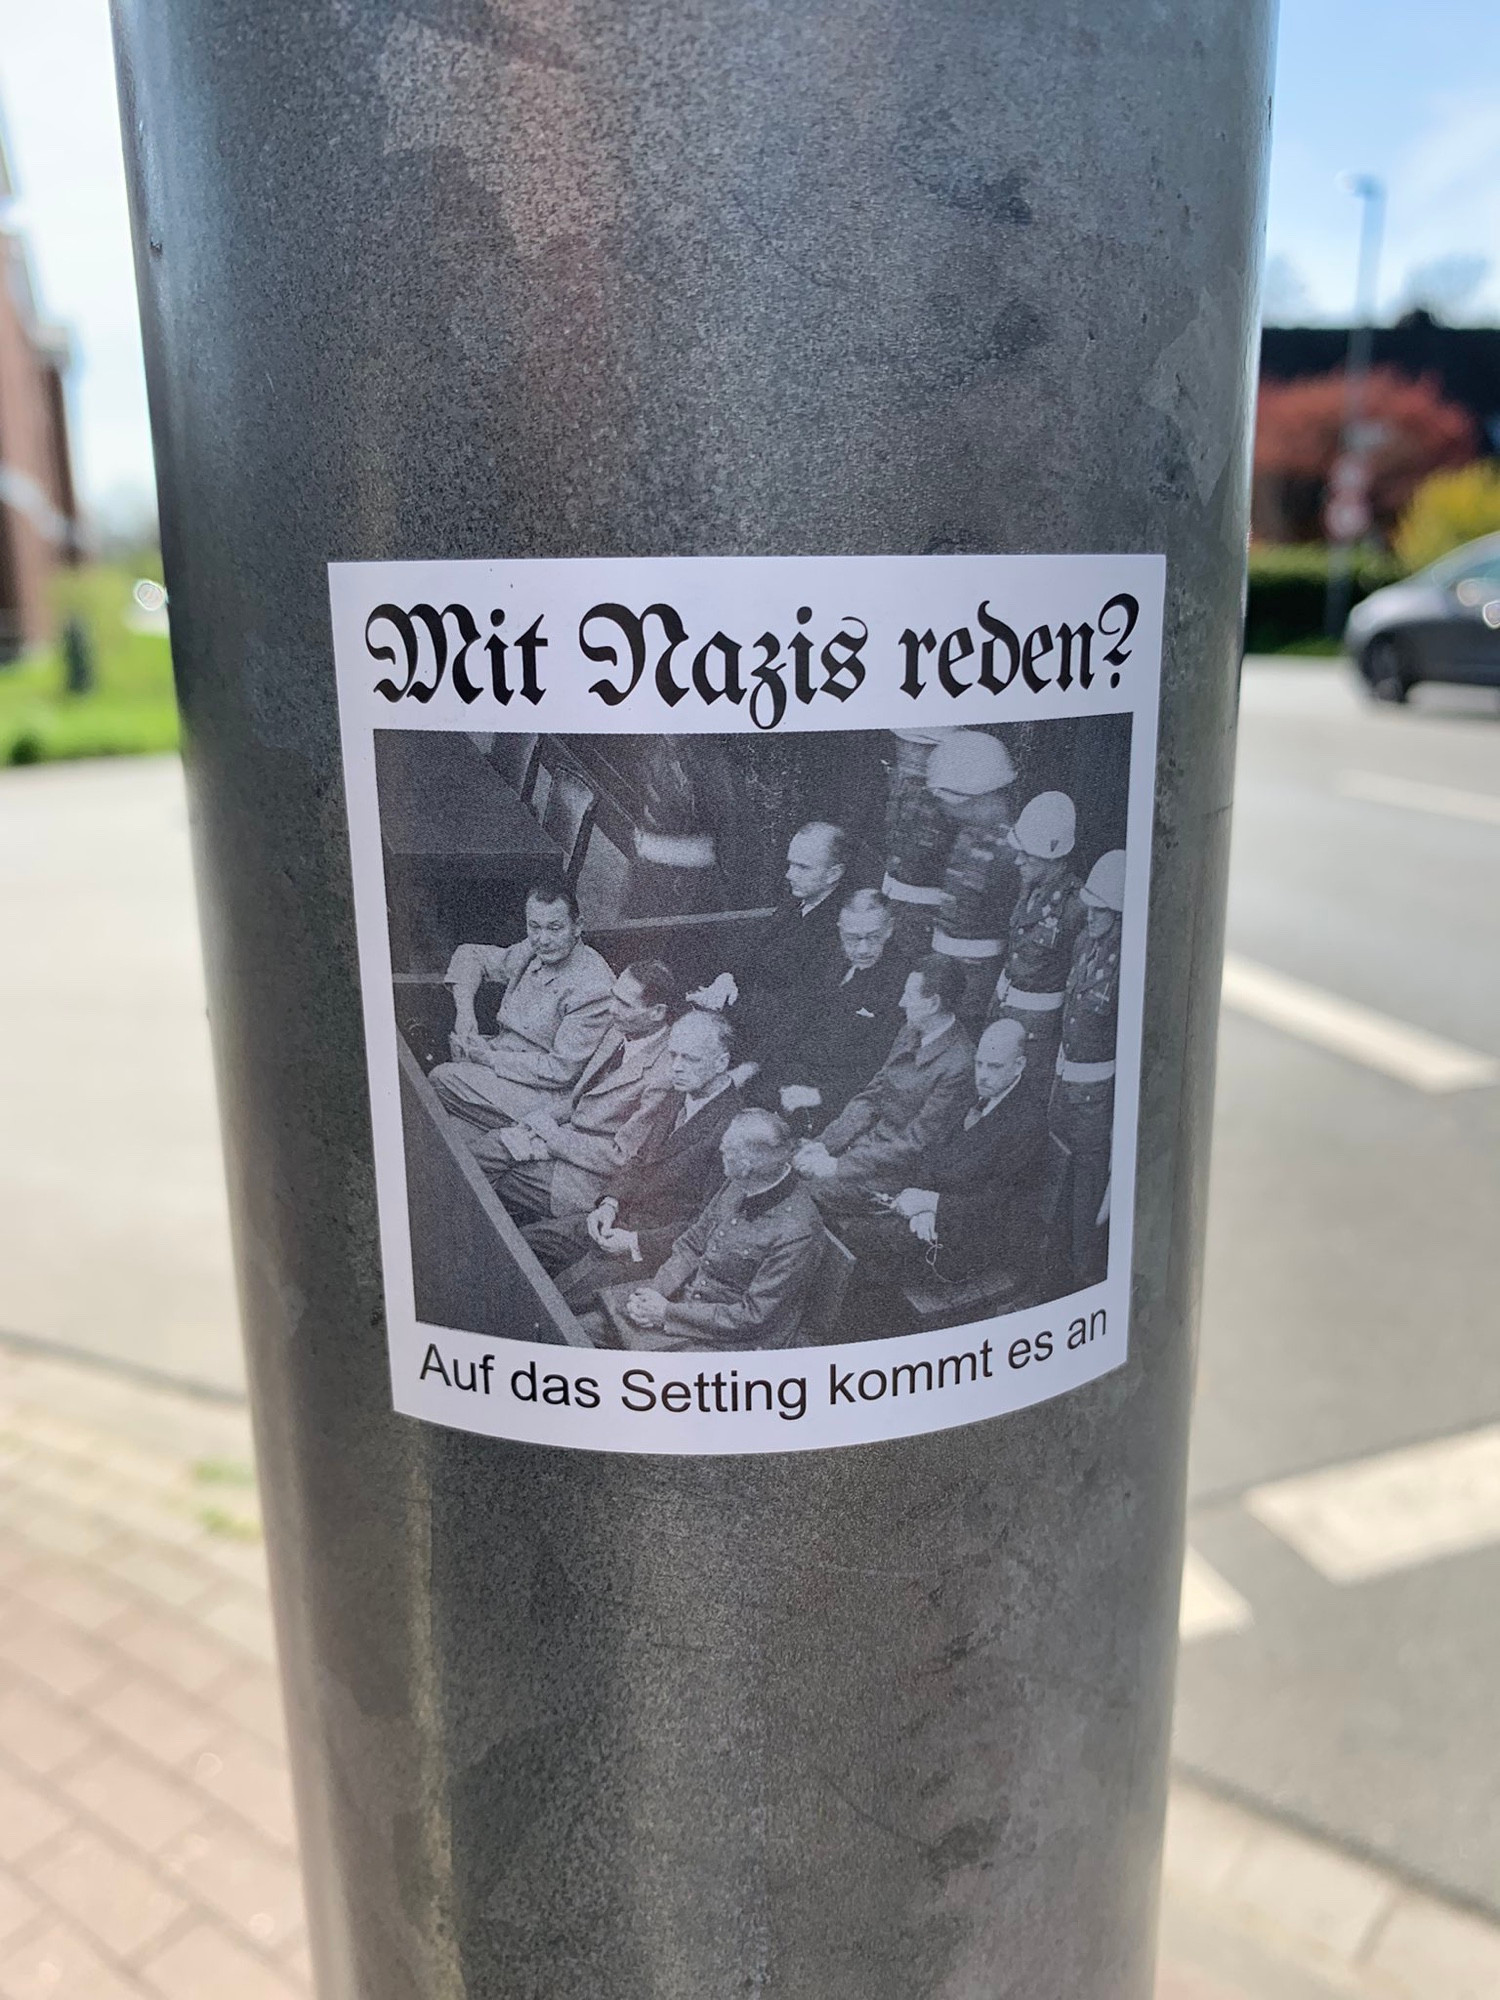 Mit Nazis reden?
Auf das Setting kommt es an